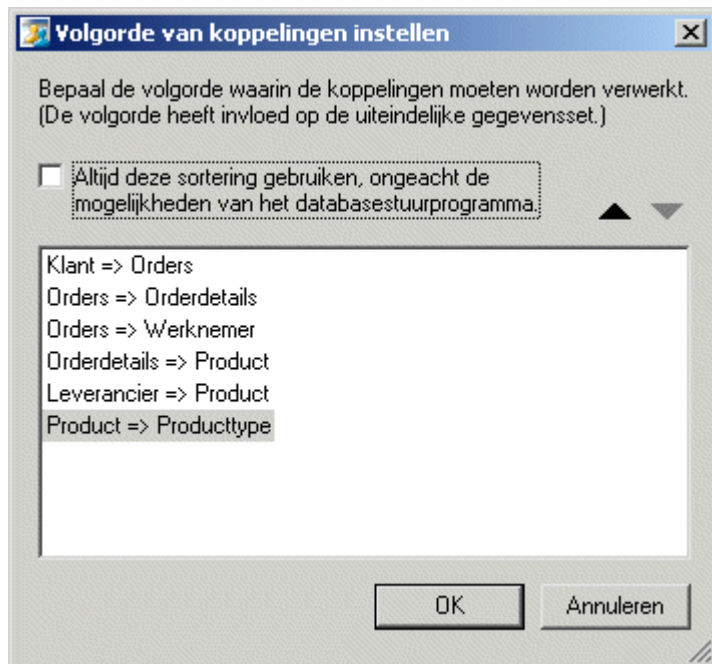 Volgorde van koppelingen instellen
Bepaal de volgorde waarin de koppelingen moeten worden verwerkt.
(De volgorde heeft invloed op de uiteindelijke gegevensset.)
Altijd deze sortering gebruiken, ongeacht de
mogelijkheden van het databasestuurprogramma.
Klant => Orders
Orders => Orderdetails
Orders => Werknemer
Orderdetails => Product
Leverancier => Product
Product => Producttype
OK
Annuleren